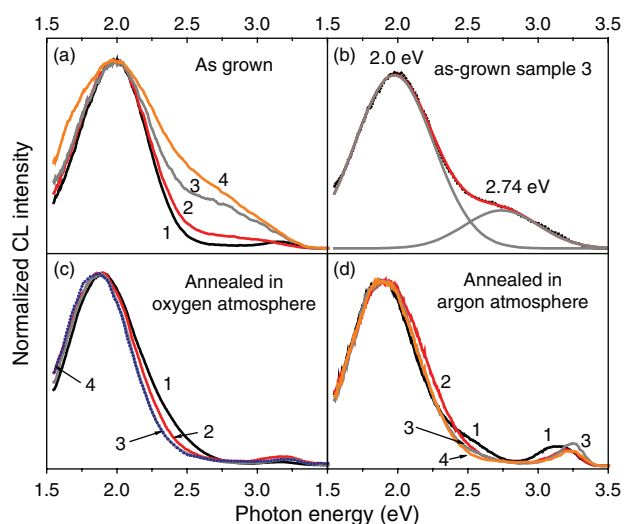 1.5 2.0 2.5 3.0 1.5 2.0 2.5 3.0 3.5
(a)
As grown
4
3
2
1
(b)
2.0 eV
as-grown sample 3
2.74 eV
(c)
Annealed in
oxygen atmosphere
1
4
3
2
(d)
Annealed in
argon atmosphere
2
3
1
1
3
4
1.5 2.0 2.5 3.0 1.5 2.0 2.5 3.0 3.5
Photon energy (eV)
Normalized CL intensity